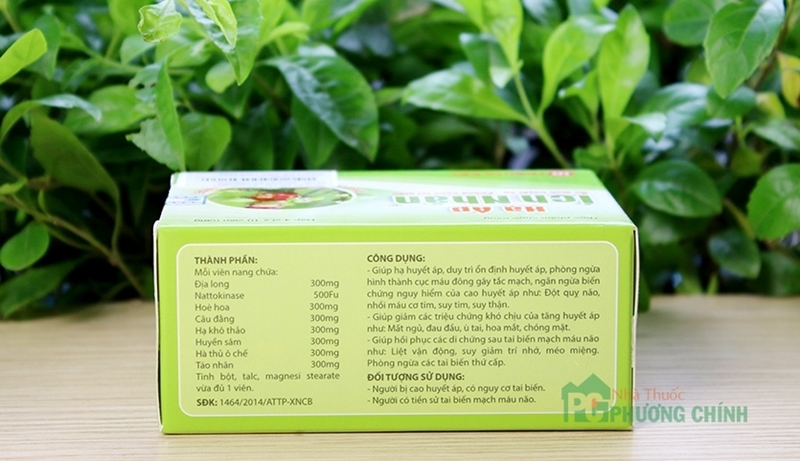 Hạ Áp
Ích Nhân
THÀNH PHẦN:
Mỗi viên nang chứa:
Địa long 300mg
Nattokinase 500Fu
Hoè hoa 300mg
Câu đằng 300mg
Hạ khô thảo 300mg
Huyền sâm 300mg
Hà thủ ô chế 300mg
Táo nhân 300mg
Tinh bột, talc, magnesi stearate
vừa đủ 1 viên.
SĐK: 1464/2014/ATTP-XNCB
CÔNG DỤNG:
- Giúp hạ huyết áp, duy trì ổn định huyết áp, phòng ngừa
hình thành cục máu đông gây tắc mạch, ngăn ngừa biến
chứng nguy hiểm của cao huyết áp như: Đột quỵ não,
nhồi máu cơ tim, suy tim, suy thận.
- Giúp giảm các triệu chứng khó chịu của tăng huyết áp
như: Mất ngủ, đau đầu, ù tai, hoa mắt, chóng mặt.
- Giúp hồi phục các di chứng sau tai biến mạch máu não
như: Liệt vận động, suy giảm trí nhớ, méo miệng.
Phòng ngừa các tai biến thứ cấp.
ĐỐI TƯỢNG SỬ DỤNG:
- Người bị cao huyết áp, có nguy cơ tai biến.
- Người có tiền sử tai biến mạch máu não.
PC
Nhà Thuốc
PHƯƠNG CHÍNH